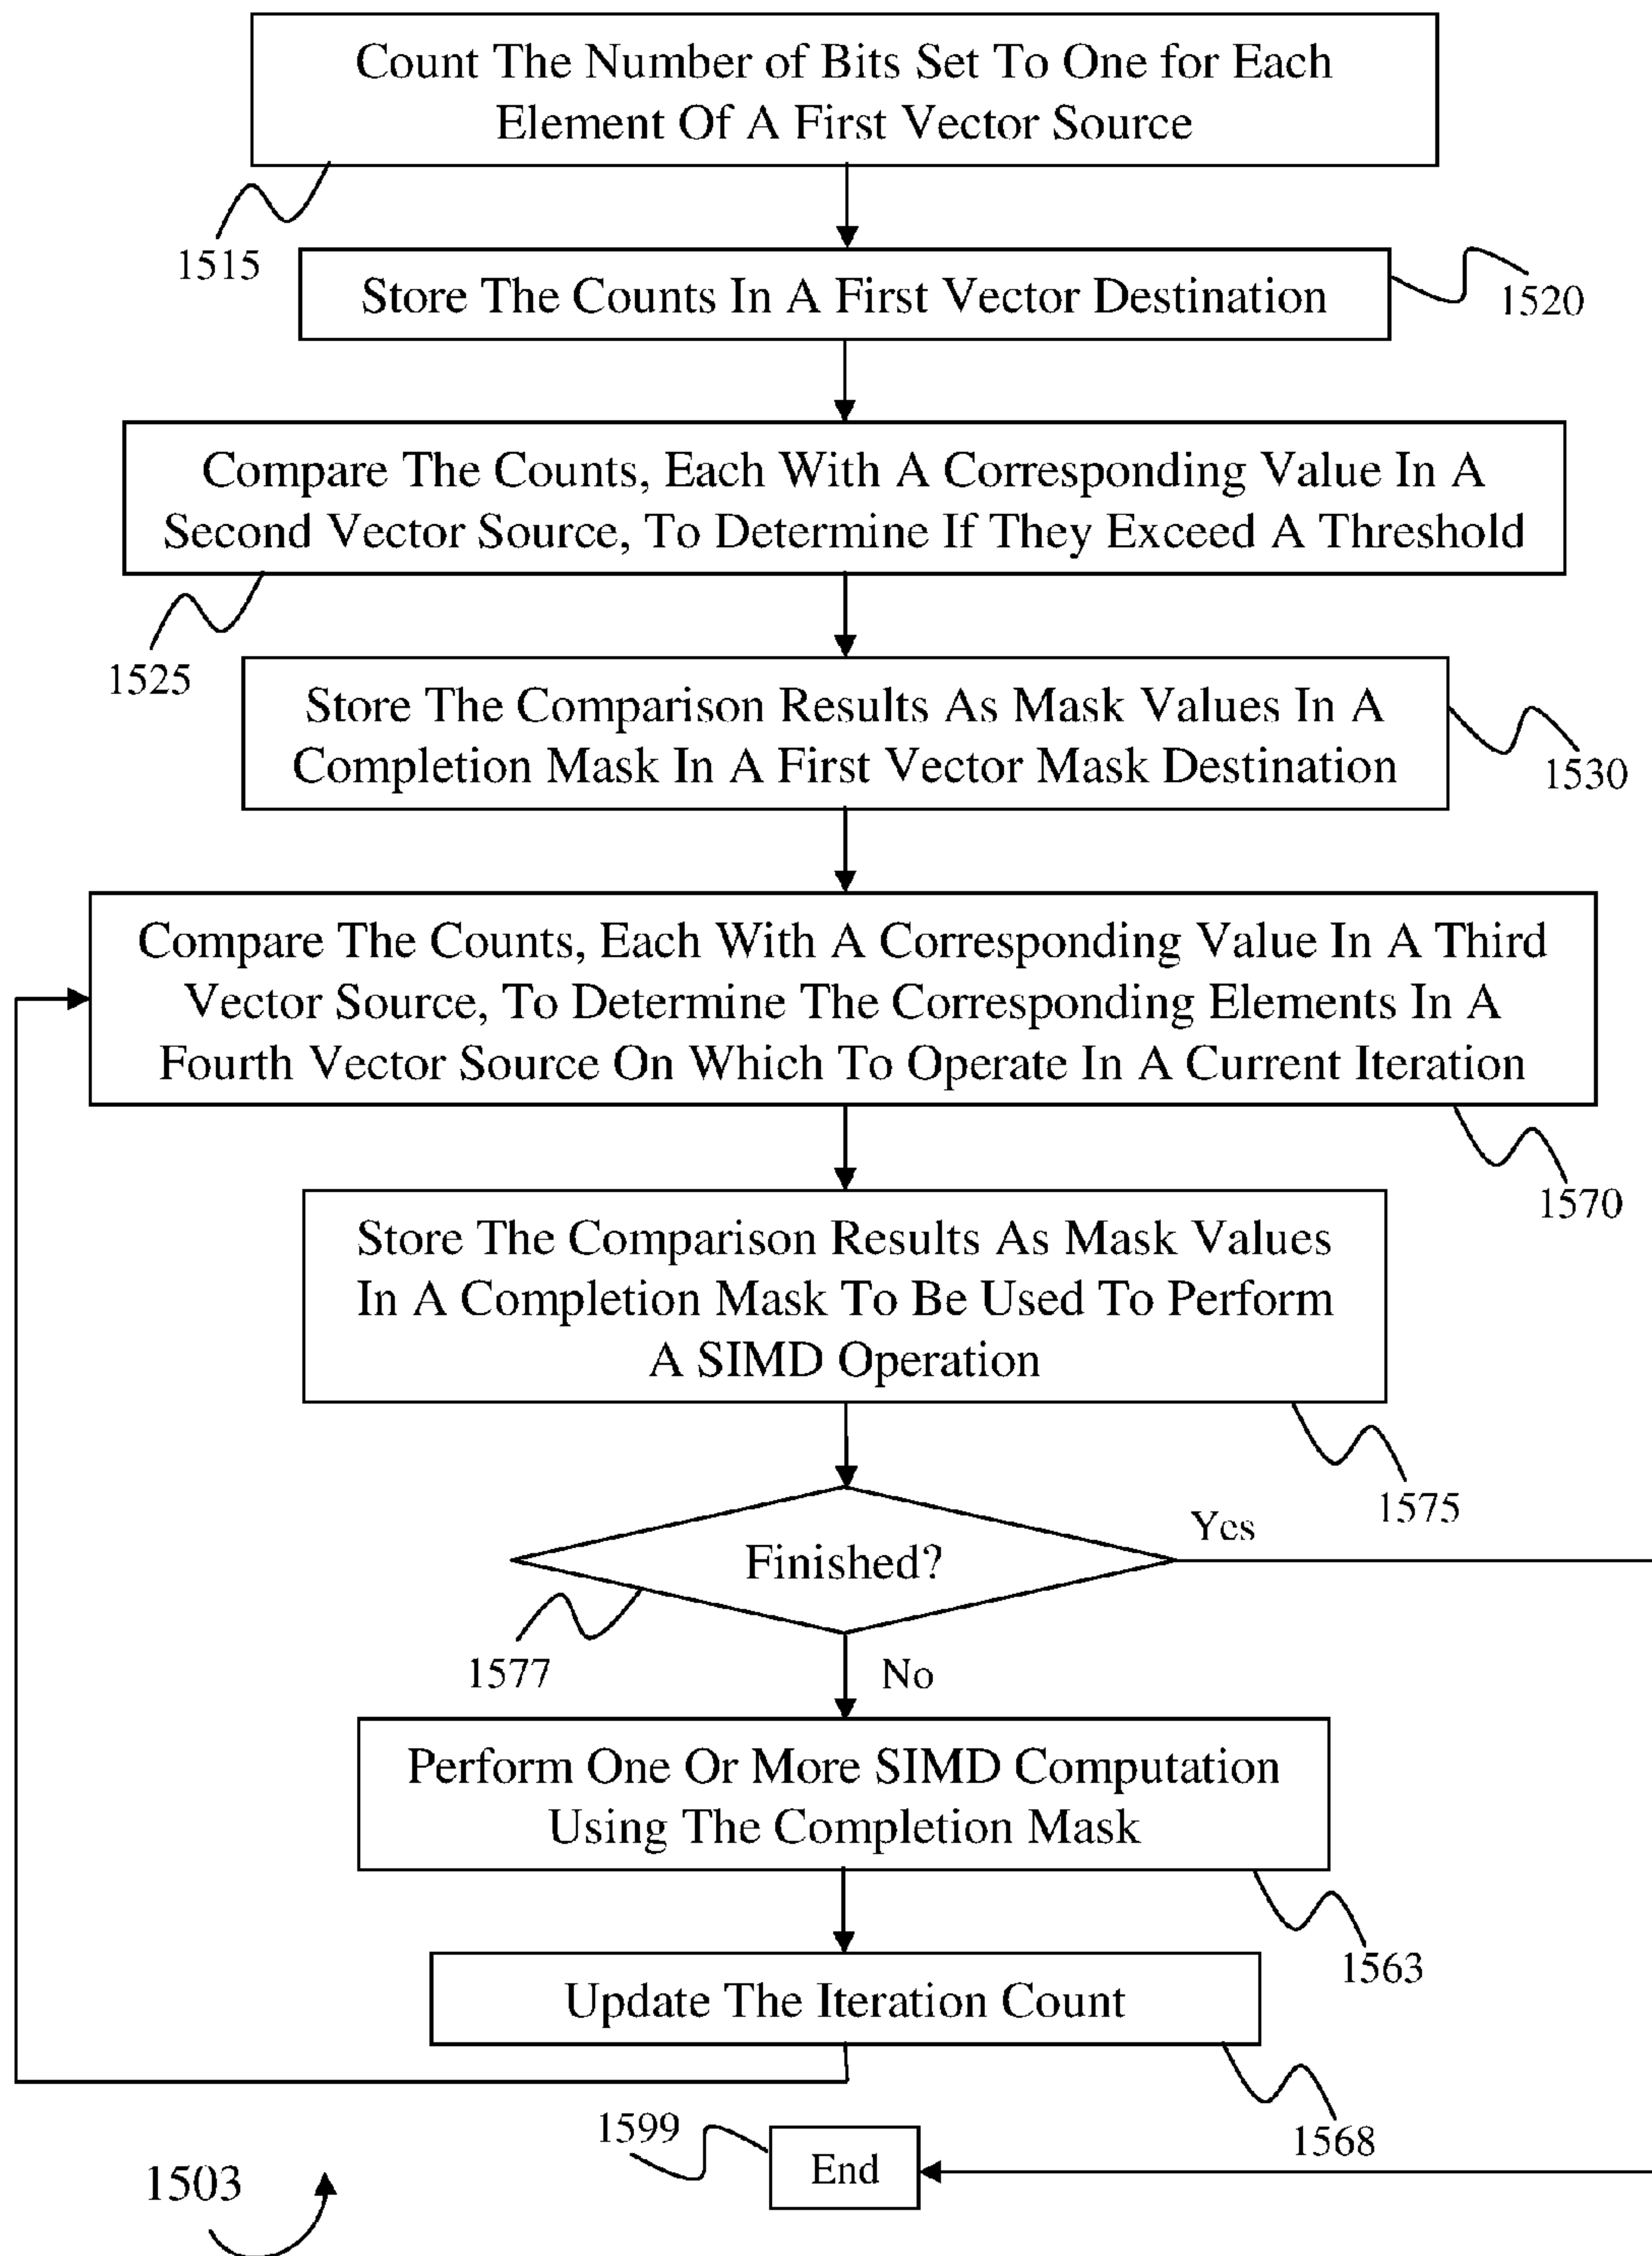 Count The Number of Bits Set To One for Each
Element Of A First Vector Source
1515
Store The Counts In A First Vector Destination
1520
Compare The Counts, Each With A Corresponding Value In A
Second Vector Source, To Determine If They Exceed A Threshold
1525
Store The Comparison Results As Mask Values In A
Completion Mask In A First Vector Mask Destination
1530
Compare The Counts, Each With A Corresponding Value In A Third
Vector Source, To Determine The Corresponding Elements In A
Fourth Vector Source On Which To Operate In A Current Iteration
1570
Store The Comparison Results As Mask Values
In A Completion Mask To Be Used To Perform
A SIMD Operation
1575
Yes
Finished?
1577
No
Perform One Or More SIMD Computation
Using The Completion Mask
1563
Update The Iteration Count
1568
1599
End
1503